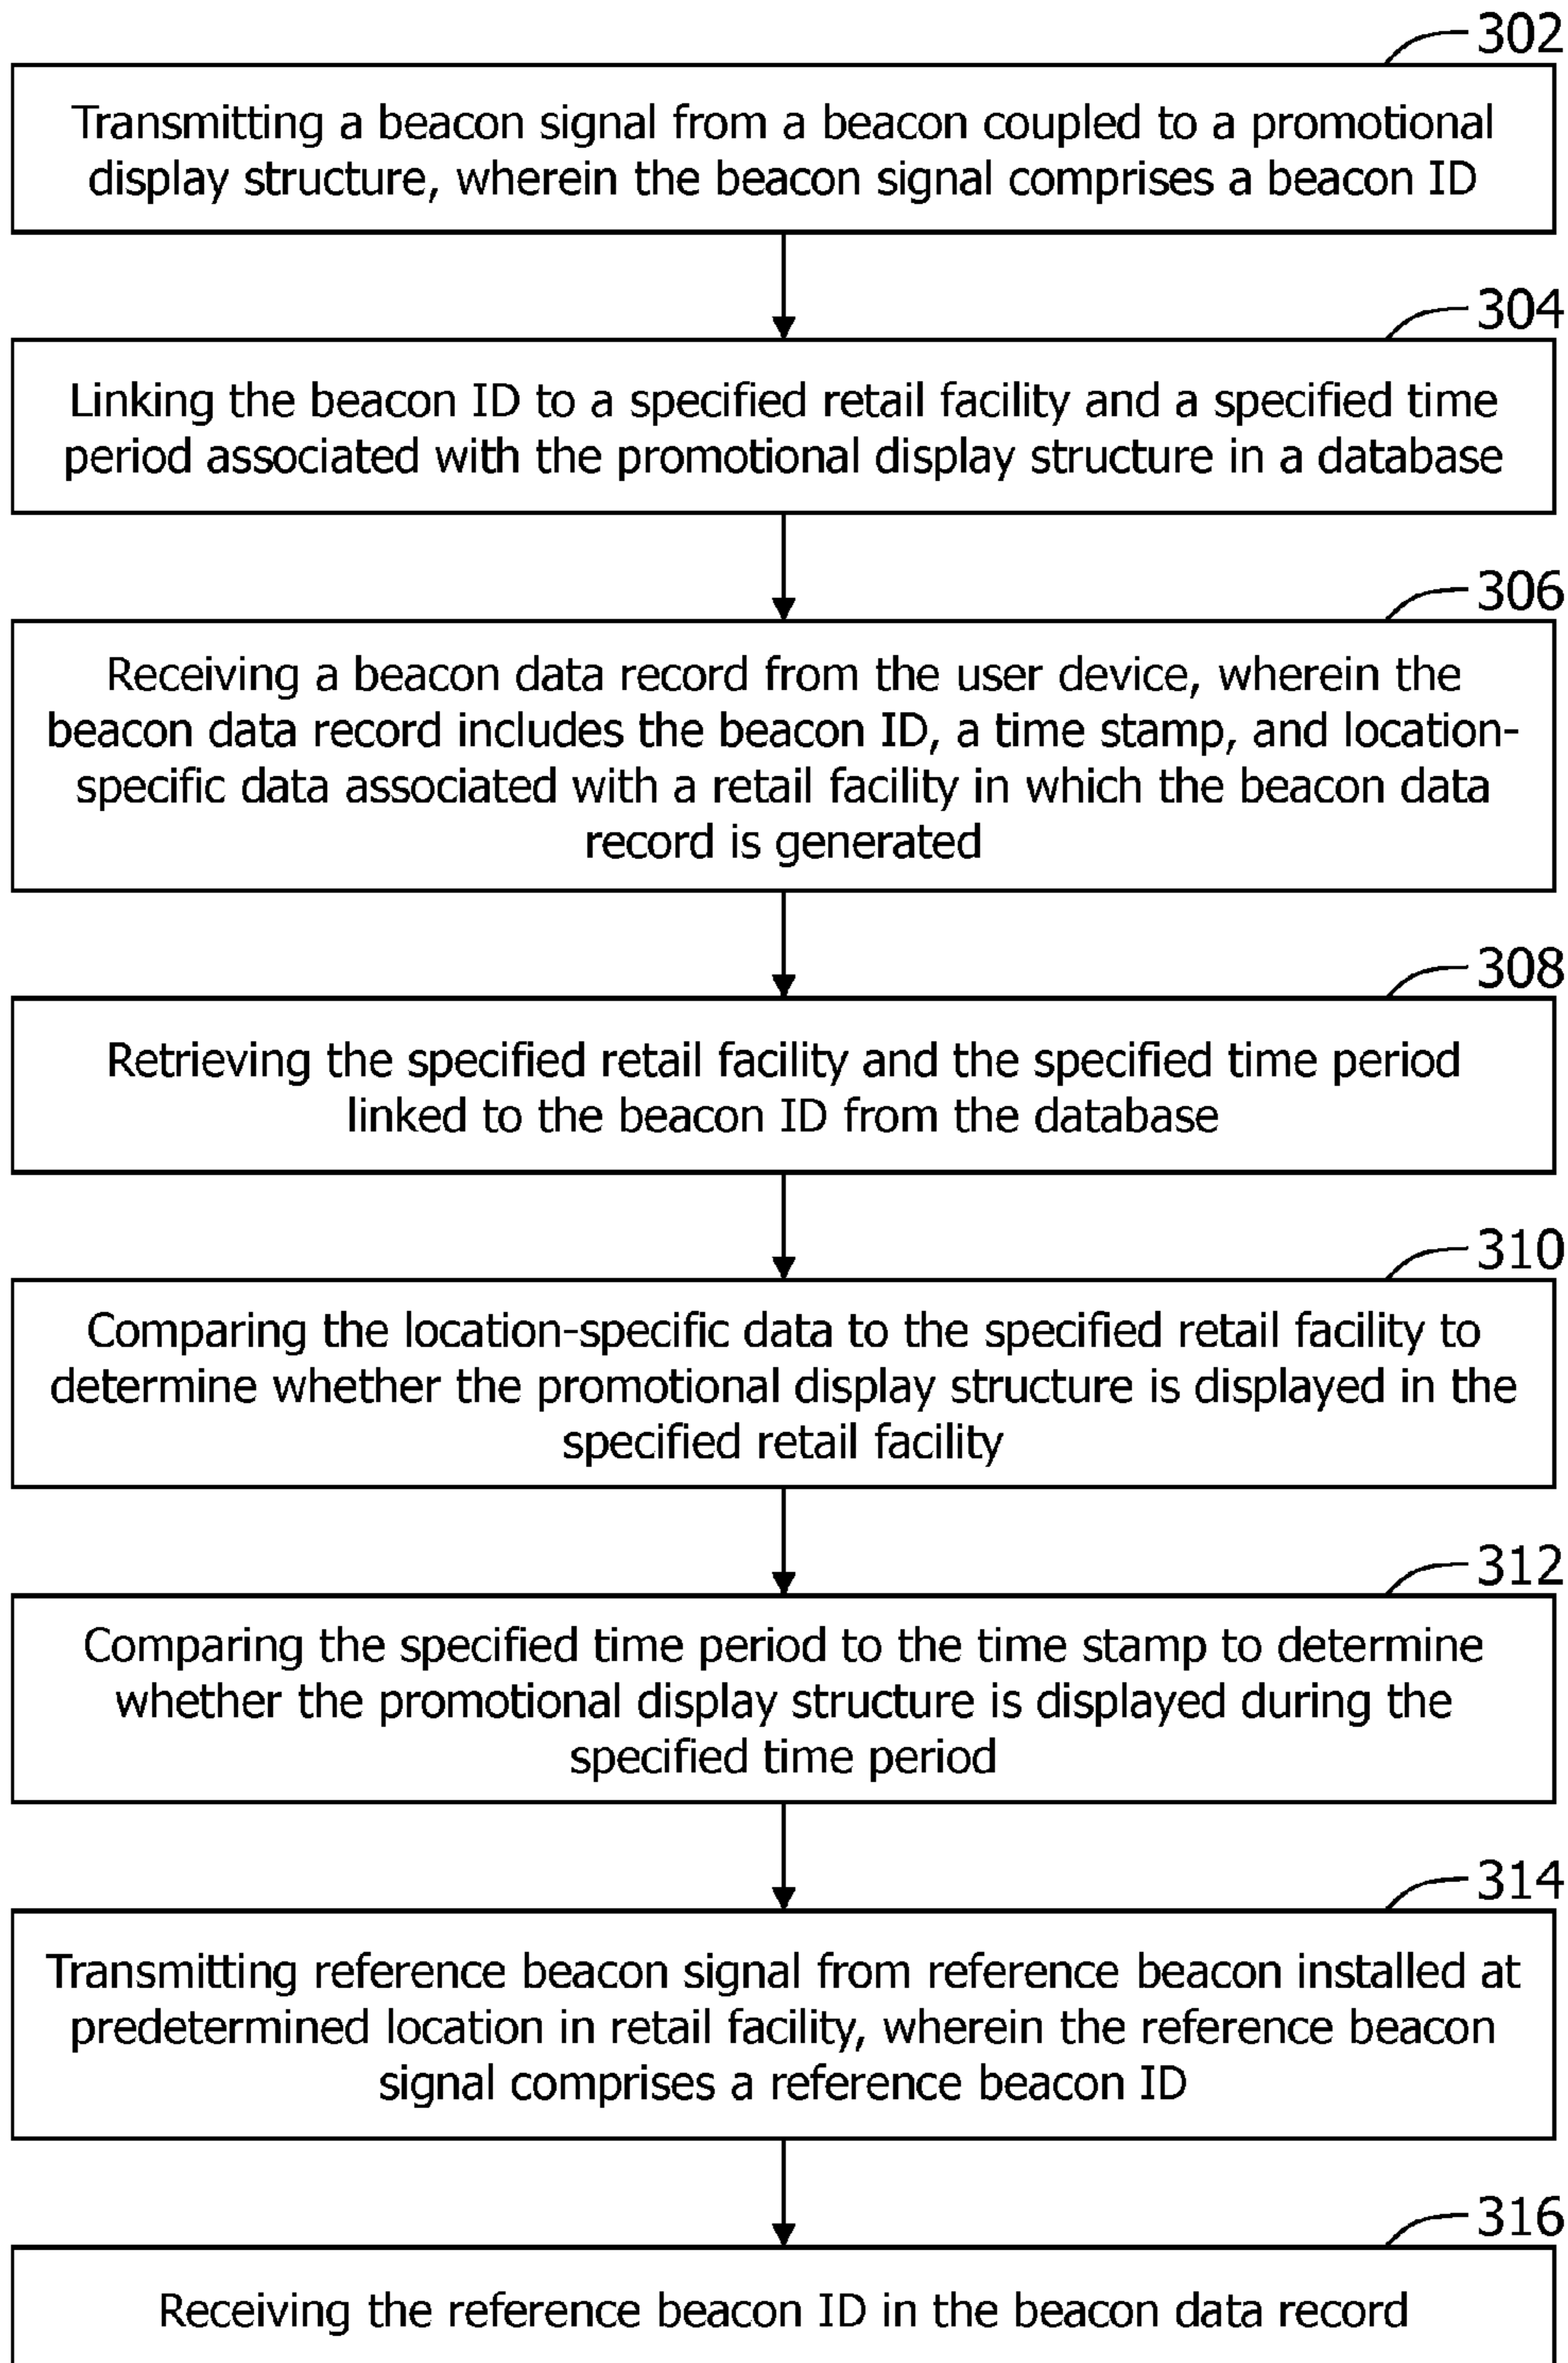 302
Transmitting a beacon signal from a beacon coupled to a promotional
display structure, wherein the beacon signal comprises a beacon ID
304
Linking the beacon ID to a specified retail facility and a specified time
period associated with the promotional display structure in a database
306
Receiving a beacon data record from the user device, wherein the
beacon data record includes the beacon ID, a time stamp, and location-
specific data associated with a retail facility in which the beacon data
record is generated
308
Retrieving the specified retail facility and the specified time period
linked to the beacon ID from the database
310
Comparing the location-specific data to the specified retail facility to
determine whether the promotional display structure is displayed in the
specified retail facility
312
Comparing the specified time period to the time stamp to determine
whether the promotional display structure is displayed during the
specified time period
314
Transmitting reference beacon signal from reference beacon installed at
predetermined location in retail facility, wherein the reference beacon
signal comprises a reference beacon ID
316
Receiving the reference beacon ID in the beacon data record